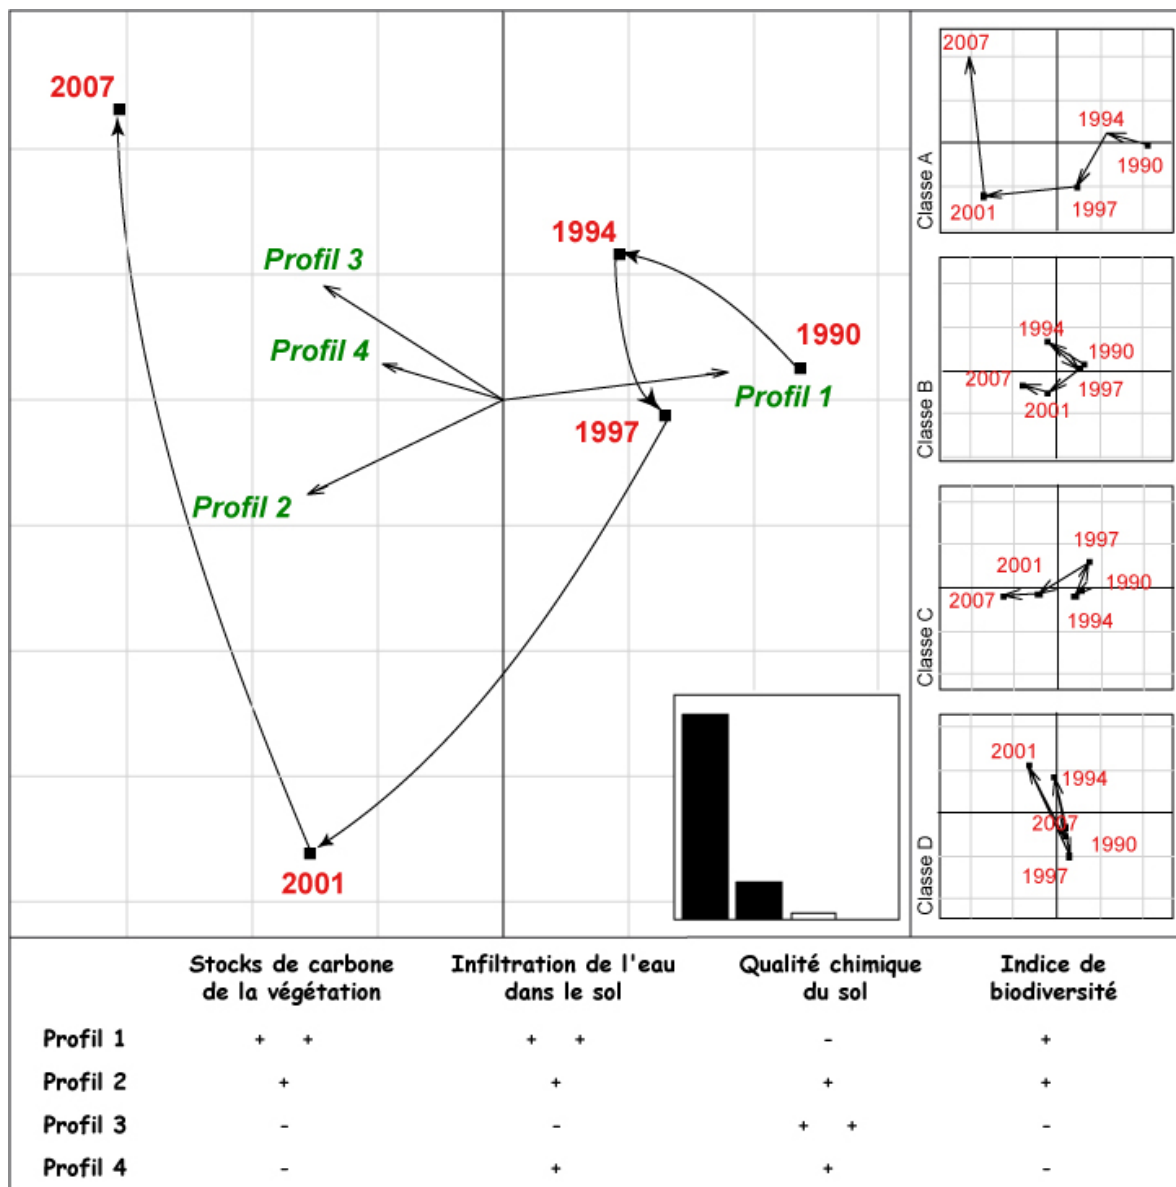 2007
Profil 3
Profil 4
1994
1990
Profil 1
1997
Profil 2
2001
Classe A
2007
1994
1990
2001
1997
Classe B
1994
1990
2007
1997
2001
Classe C
1997
2001
1990
2007
1994
Classe D
2001
1994
2007
1990
1997
Stocks de carbone
de la végétation
Infiltration de l'eau
dans le sol
Qualité chimique
du sol
Indice de
biodiversité
Profil 1 + + + + - +
Profil 2 + + + +
Profil 3 - - + + -
Profil 4 - + + -